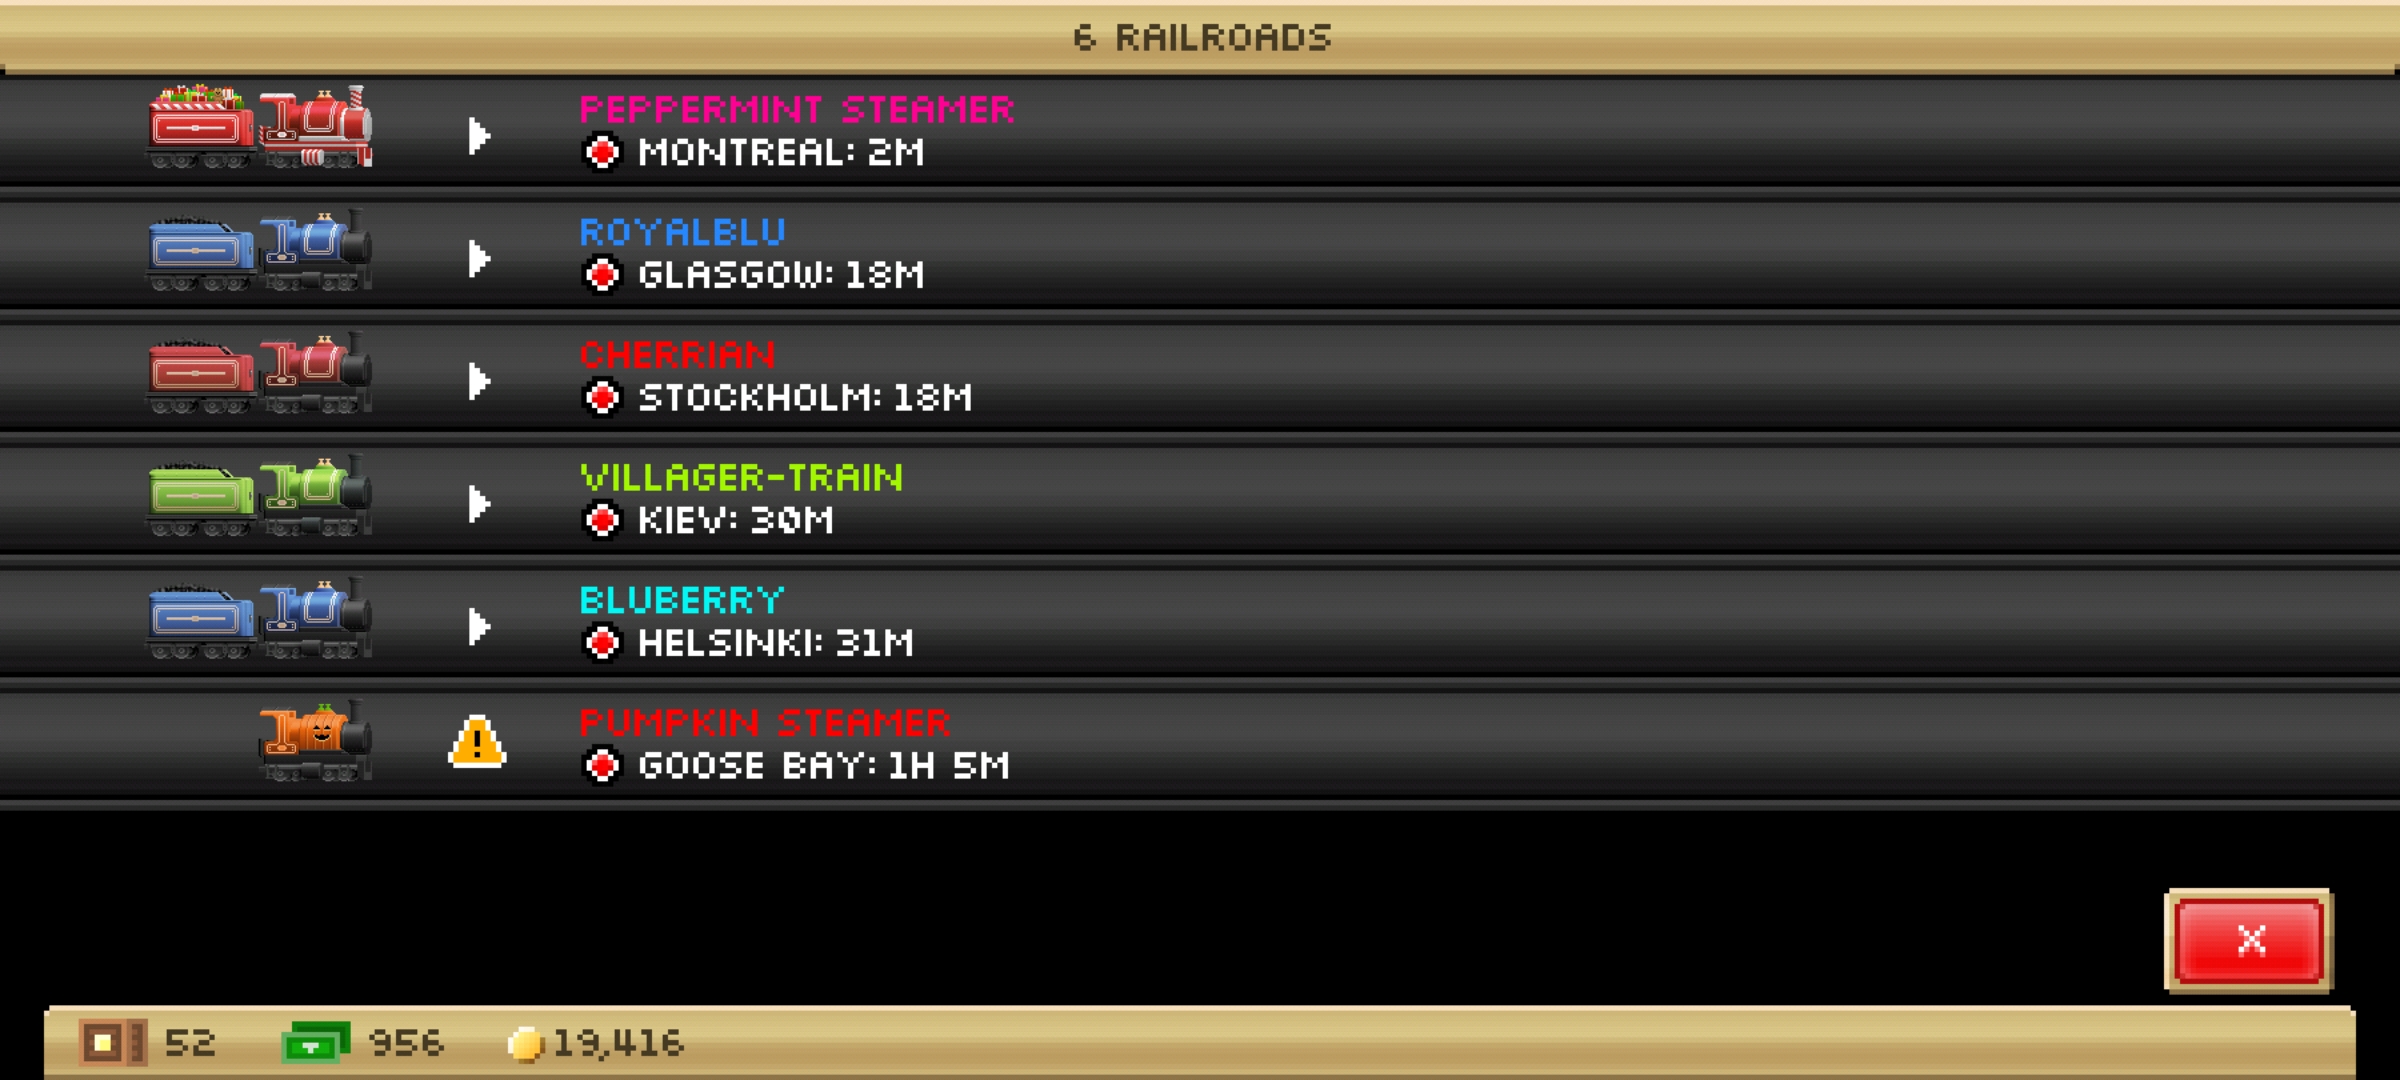 6 RAILROADS
PEPPERMINT STEAMER
MONTREAL: 2M
ROYALBLU
GLASGOW: 18M
CHERRIAN
STOCKHOLM: 18M
VILLAGER-TRAIN
KIEV: 30M
BLUBERRY
HELSINKI: 31M
PUMPKIN STEAMER
GOOSE BAY: 1H 5M
X
52 956 19,416